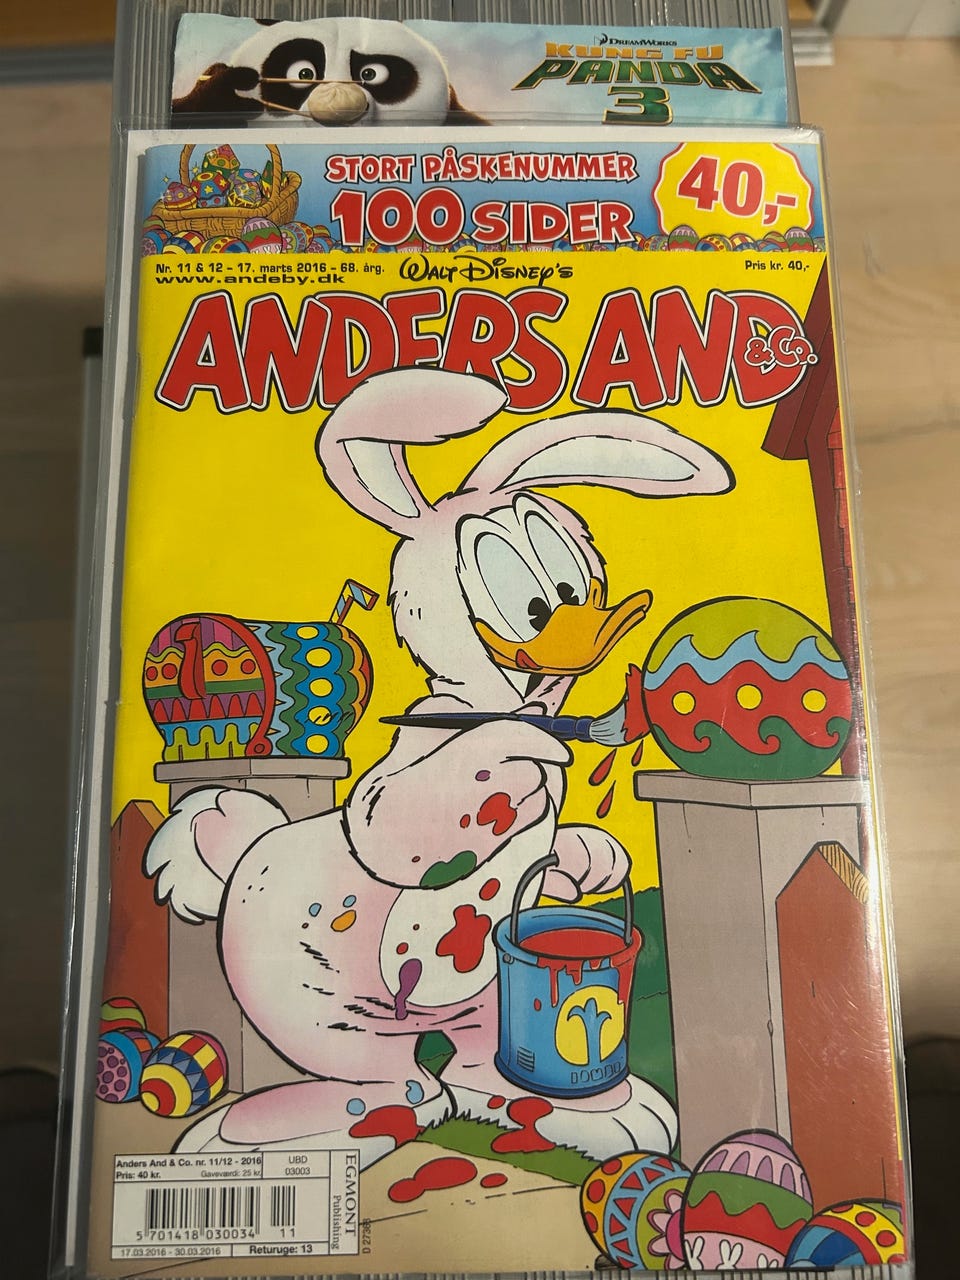 DREAMWORKS
KUNG FU
PANDA
3
STORT PÅSKENUMMER
100 SIDER
40,-
Nr. 11 & 12 - 17. marts 2016 - 68. årg.
www.andeby.dk
WALT DISNEY'S
Pris kr. 40,-
ANDERS AND
& Co.
Anders And & Co. nr. 11/12 - 2016
Pris: 40 kr.
Gaveværdi: 25 kr.
UBD
03003
EGMONT
Publishing
5 701418 030034
11
17.03.2016 - 30.03.2016
Returuge: 13